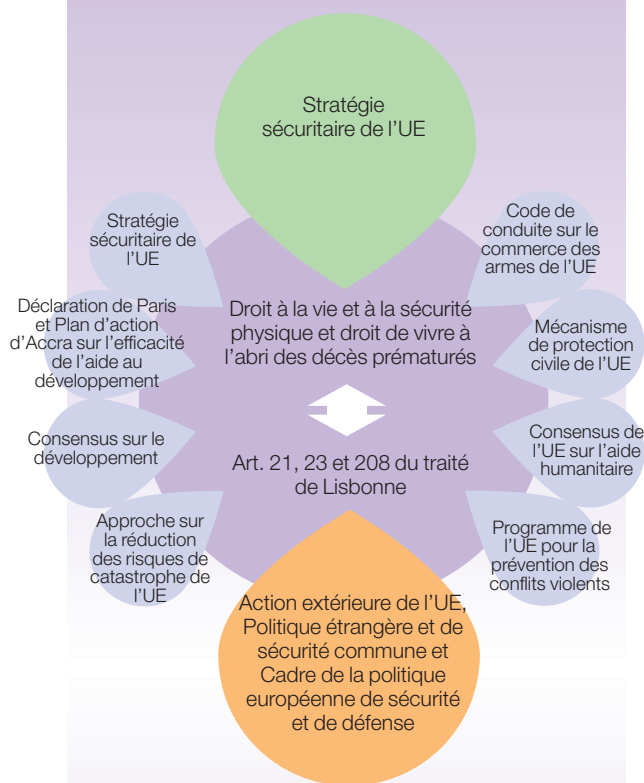 Stratégie
sécuritaire de l’UE
Stratégie
sécuritaire de
l’UE
Code de
conduite sur le
commerce des
armes de l’UE
Déclaration de Paris
et Plan d’action
d’Accra sur l’efficacité
de l’aide au
développement
Droit à la vie et à la sécurité
physique et droit de vivre à
l’abri des décès prématurés
Mécanisme
de protection
civile de l’UE
Consensus sur le
développement
Art. 21, 23 et 208 du traité
de Lisbonne
Consensus de
l’UE sur l’aide
humanitaire
Approche sur
la réduction
des risques de
catastrophe de
l’UE
Programme de
l’UE pour la
prévention des
conflits violents
Action extérieure de l’UE,
Politique étrangère et de
sécurité commune et
Cadre de la politique
européenne de sécurité
et de défense